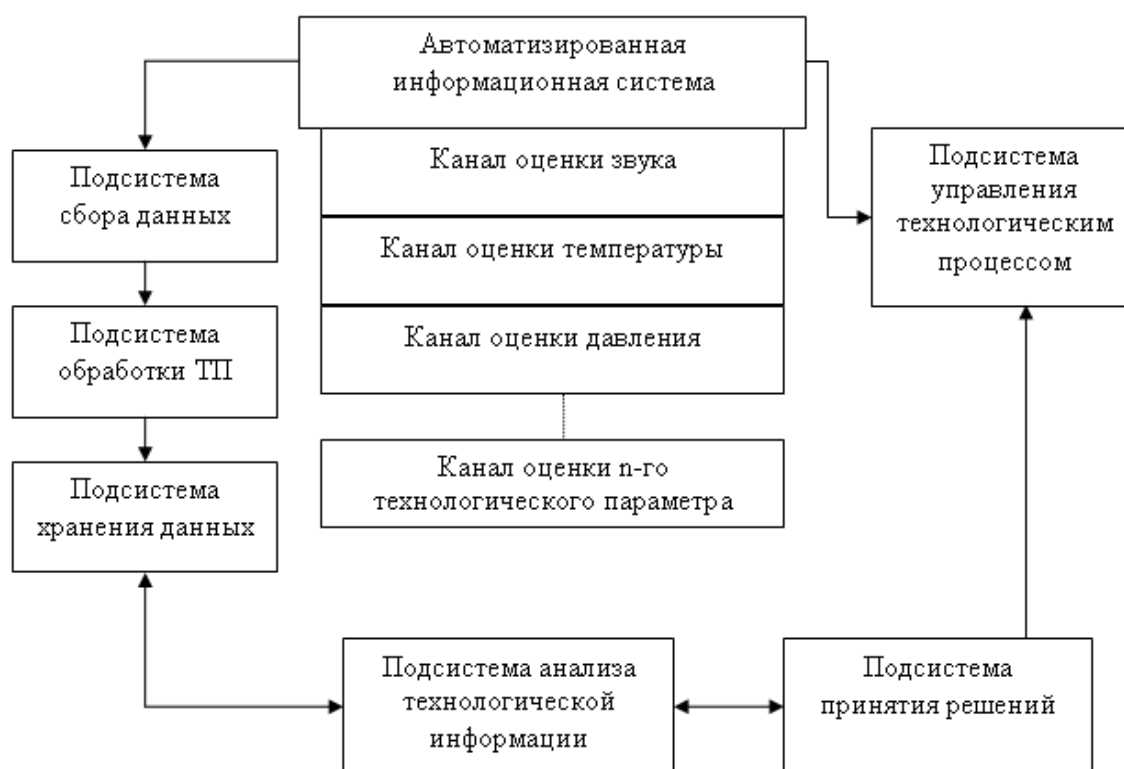 Автоматизированная
информационная система
Канал оценки звука
Канал оценки температуры
Канал оценки давления
Канал оценки n-го
технологического параметра
Подсистема
сбора данных
Подсистема
обработки ТП
Подсистема
хранения данных
Подсистема анализа
технологической
информации
Подсистема
принятия решений
Подсистема
управления
технологическим
процессом